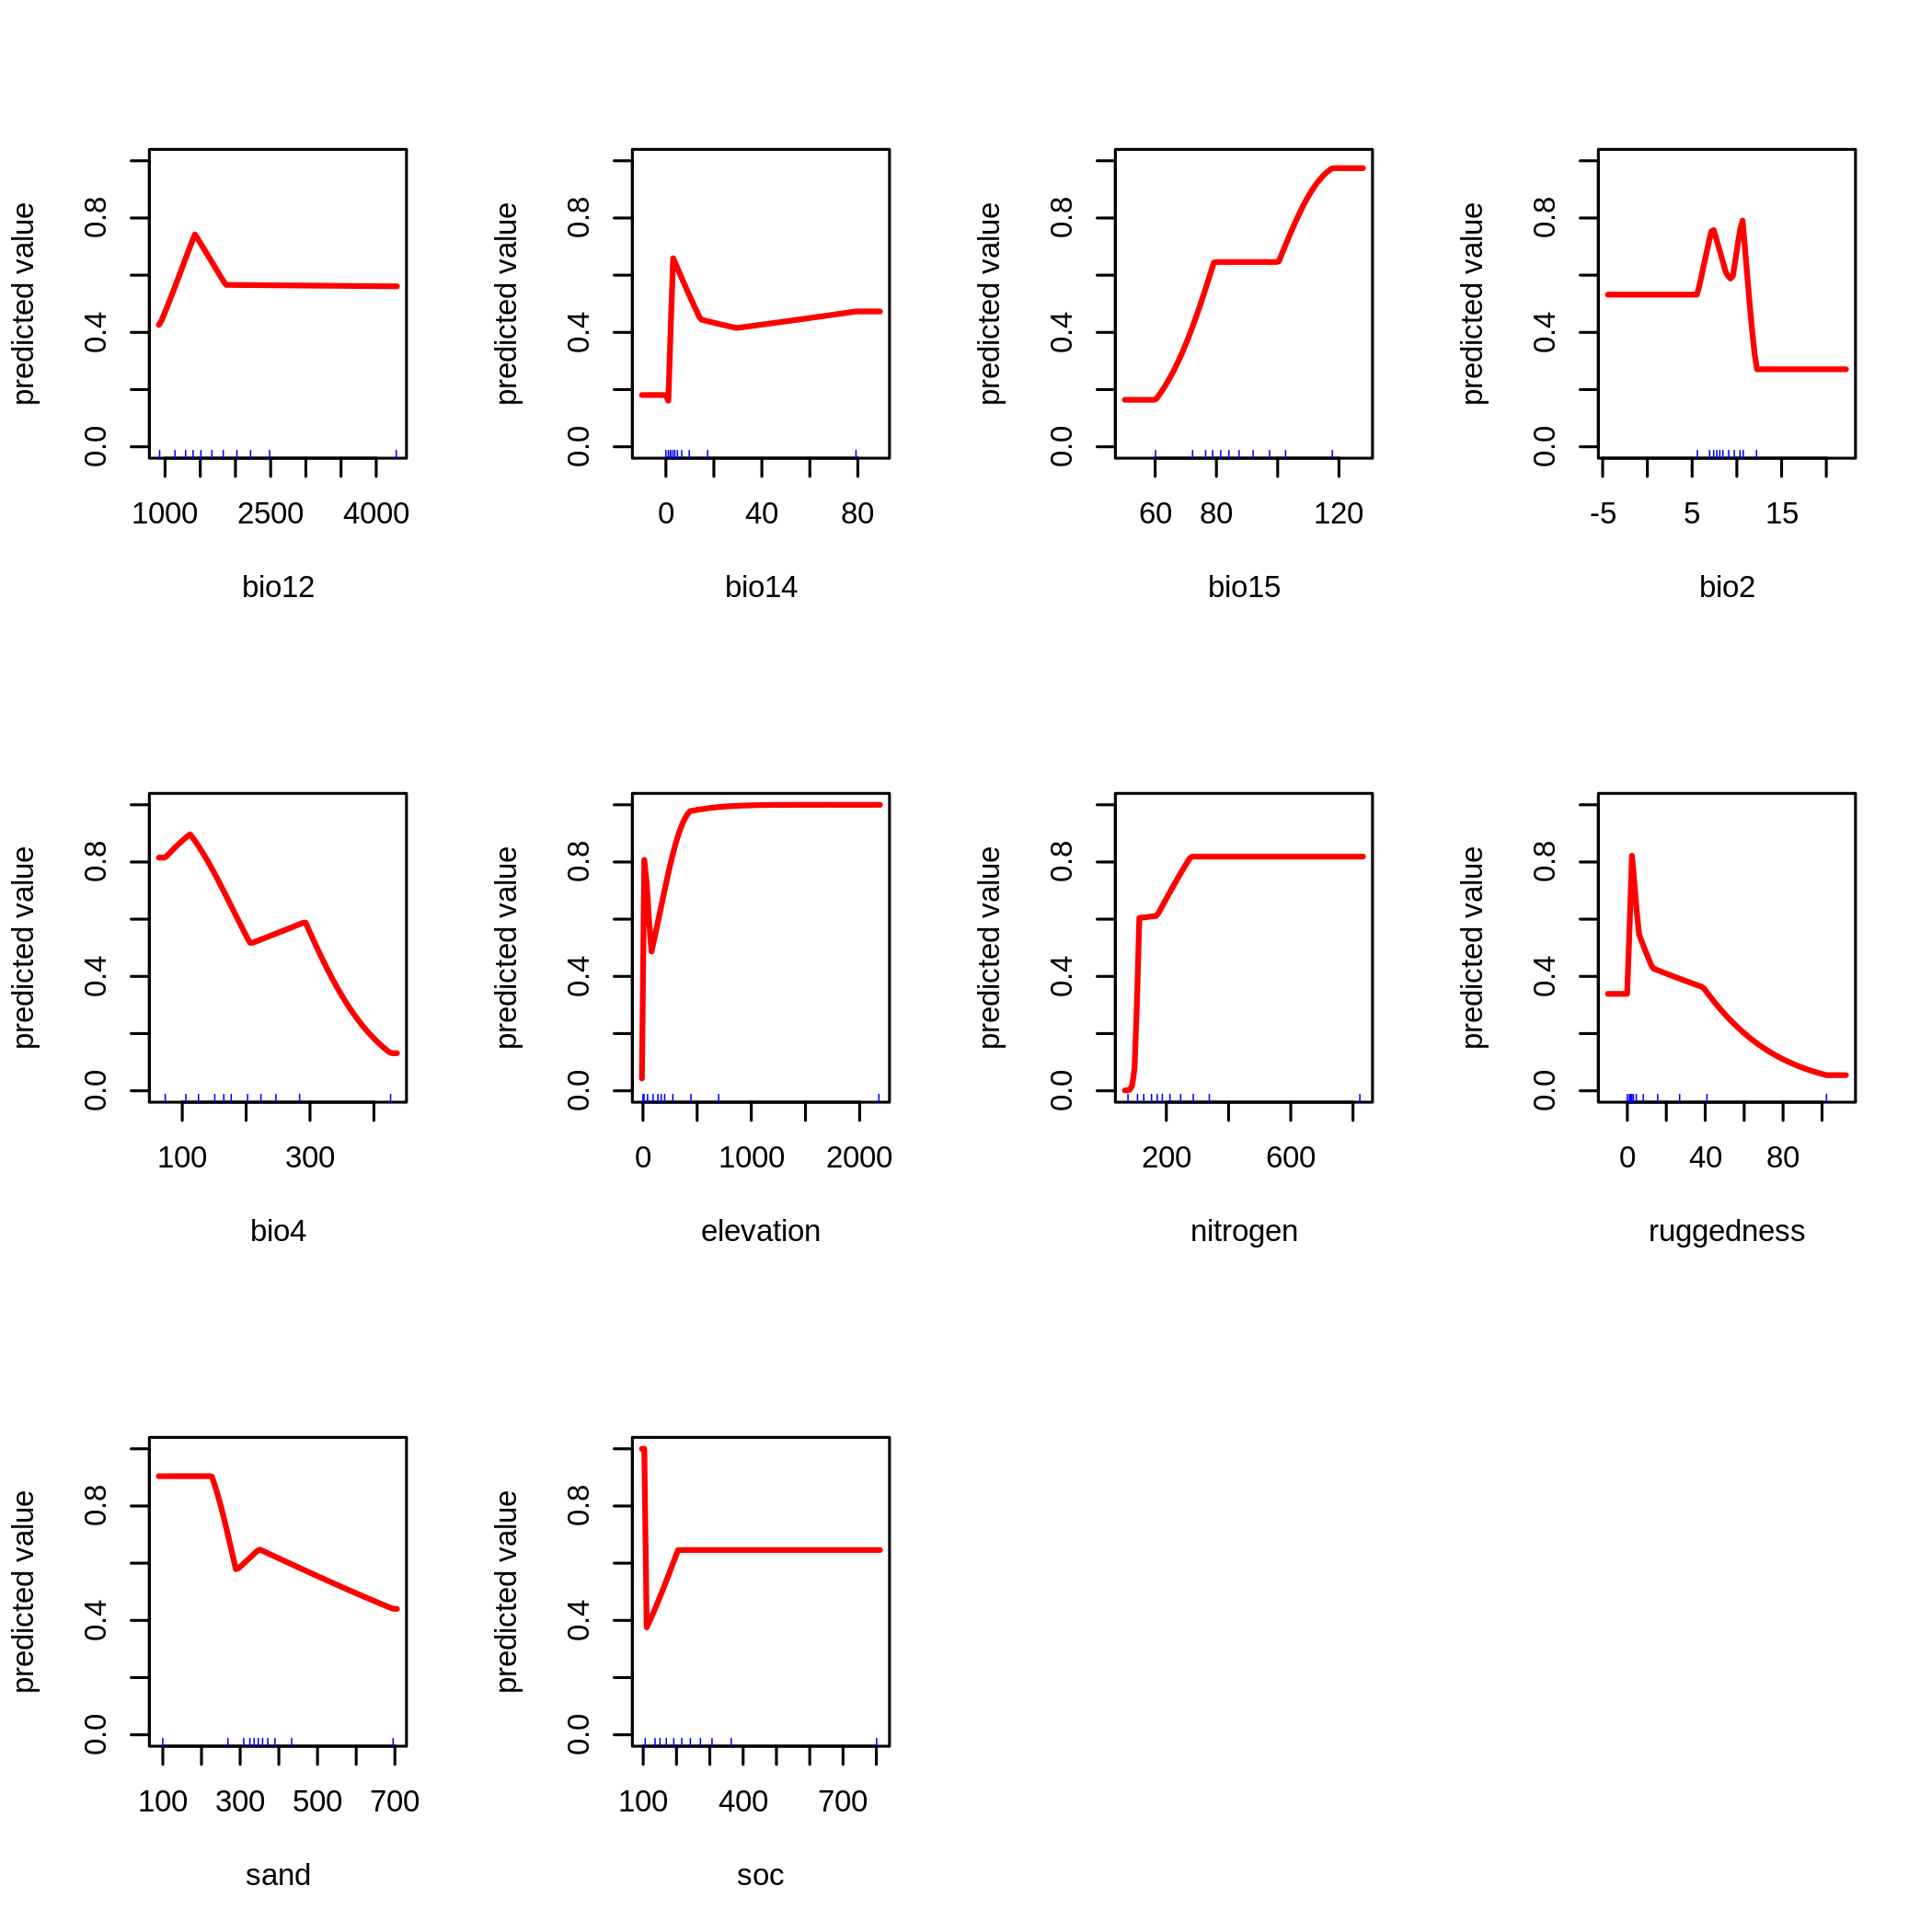 predicted value
0.0 0.4 0.8
1000 2500 4000
bio12
predicted value
0.0 0.4 0.8
0 40 80
bio14
predicted value
0.0 0.4 0.8
60 80 120
bio15
predicted value
0.0 0.4 0.8
-5 5 15
bio2
predicted value
0.0 0.4 0.8
100 300
bio4
predicted value
0.0 0.4 0.8
0 1000 2000
elevation
predicted value
0.0 0.4 0.8
200 600
nitrogen
predicted value
0.0 0.4 0.8
0 40 80
ruggedness
predicted value
0.0 0.4 0.8
100 300 500 700
sand
predicted value
0.0 0.4 0.8
100 400 700
soc